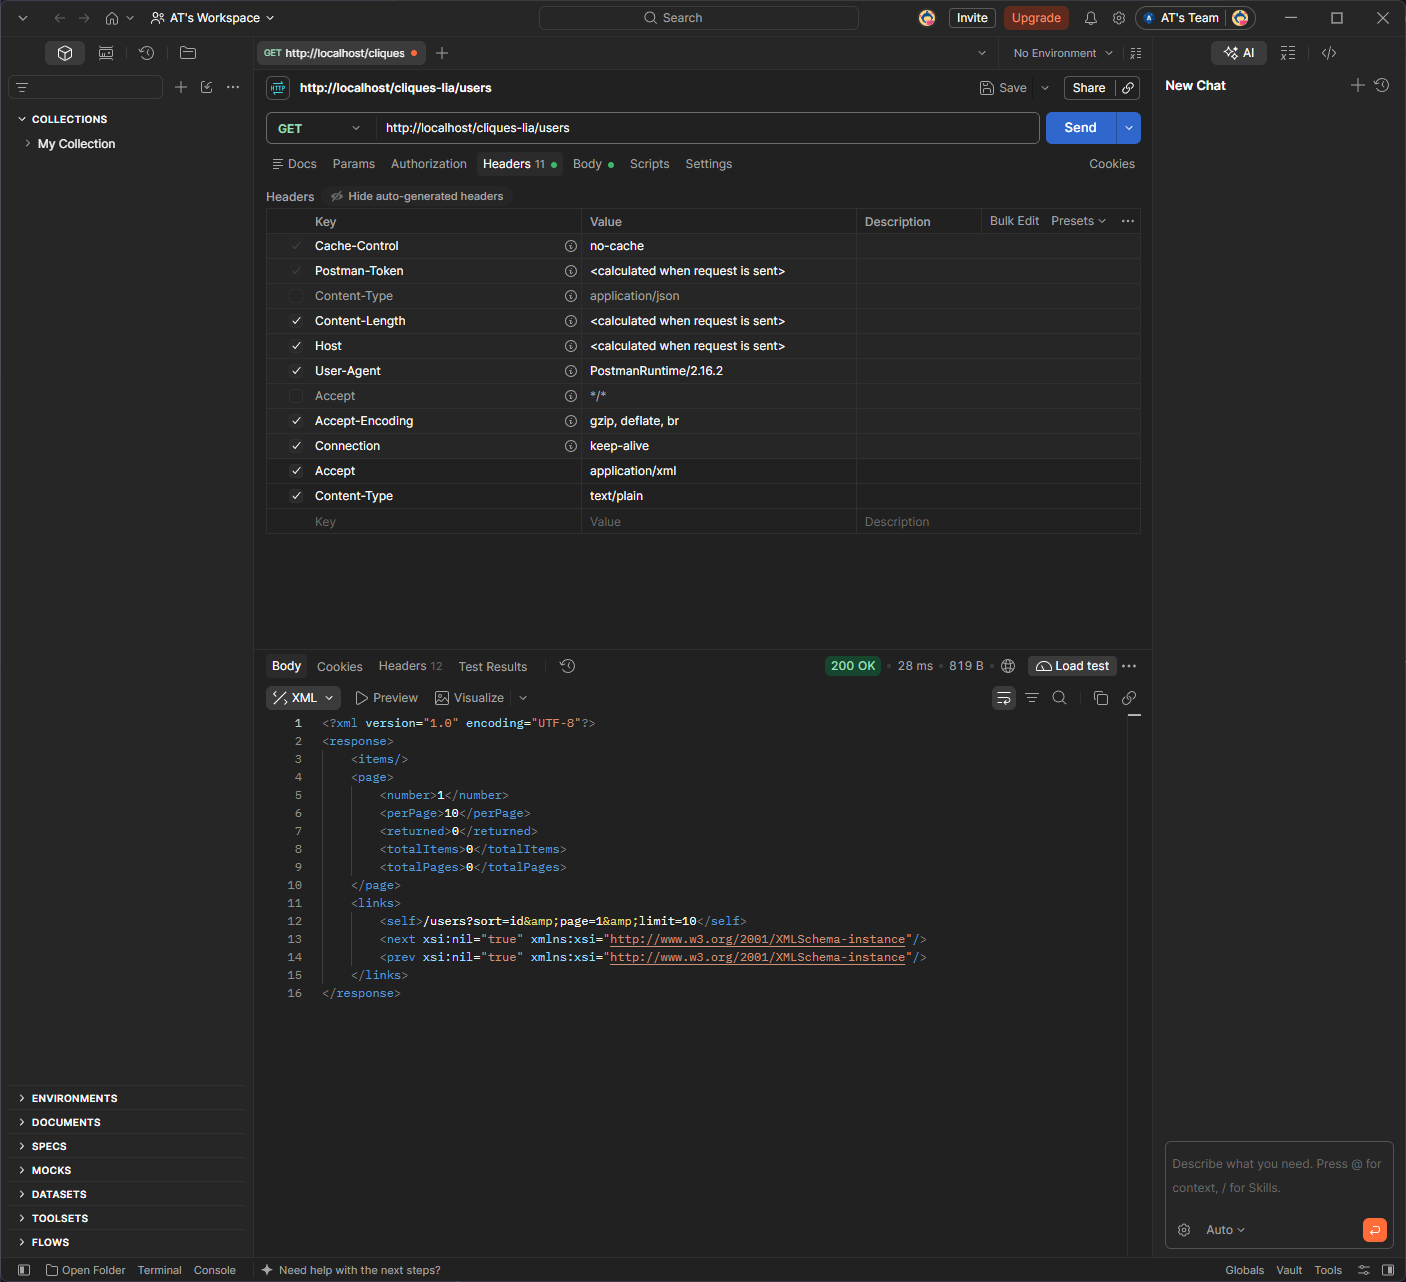 AT's Workspace
Search
Invite
Upgrade
AT's Team
GET http://localhost/cliques
No Environment
AI
HTTP http://localhost/cliques-lia/users
Save
Share
New Chat
COLLECTIONS
My Collection
GET http://localhost/cliques-lia/users
Send
Docs Params Authorization Headers 11 Body Scripts Settings
Cookies
Headers Hide auto-generated headers
Key Value Description Bulk Edit Presets
Cache-Control no-cache
Postman-Token <calculated when request is sent>
Content-Type application/json
Content-Length <calculated when request is sent>
Host <calculated when request is sent>
User-Agent PostmanRuntime/2.16.2
Accept */*
Accept-Encoding gzip, deflate, br
Connection keep-alive
Accept application/xml
Content-Type text/plain
Key Value Description
Body Cookies Headers 12 Test Results
200 OK • 28 ms • 819 B
Load test
XML Preview Visualize
1 <?xml version="1.0" encoding="UTF-8"?>
2 <response>
3 <items/>
4 <page>
5 <number>1</number>
6 <perPage>10</perPage>
7 <returned>0</returned>
8 <totalItems>0</totalItems>
9 <totalPages>0</totalPages>
10 </page>
11 <links>
12 <self>/users?sort=id&amp;page=1&amp;limit=10</self>
13 <next xsi:nil="true" xmlns:xsi="http://www.w3.org/2001/XMLSchema-instance"/>
14 <prev xsi:nil="true" xmlns:xsi="http://www.w3.org/2001/XMLSchema-instance"/>
15 </links>
16 </response>
ENVIRONMENTS
DOCUMENTS
SPECS
MOCKS
DATASETS
TOOLSETS
FLOWS
Describe what you need. Press @ for
context, / for Skills.
Auto
Open Folder Terminal Console Need help with the next steps?
Globals Vault Tools